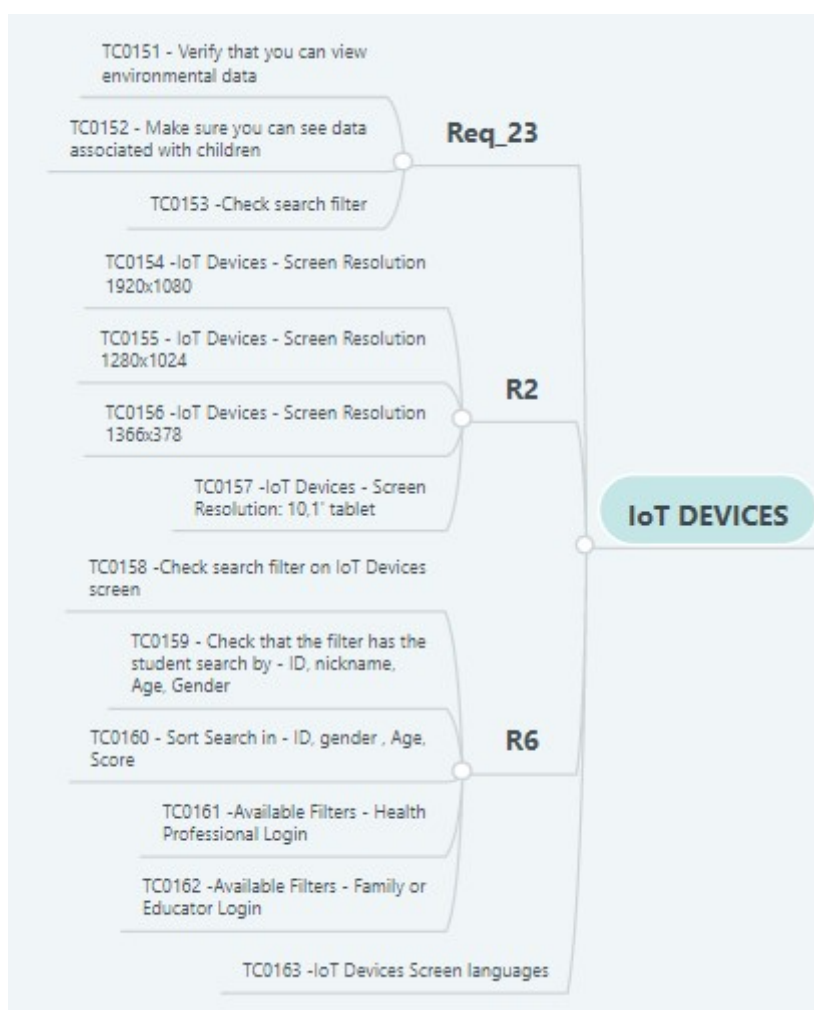 TC0151 - Verify that you can view
environmental data
TC0152 - Make sure you can see data
associated with children
Req_23
TC0153 -Check search filter
TC0154 -IoT Devices - Screen Resolution
1920x1080
TC0155 - IoT Devices - Screen Resolution
1280x1024
R2
TC0156 -IoT Devices - Screen Resolution
1366x378
TC0157 -IoT Devices - Screen
Resolution: 10,1' tablet
IoT DEVICES
TC0158 -Check search filter on IoT Devices
screen
TC0159 - Check that the filter has the
student search by - ID, nickname,
Age, Gender
TC0160 - Sort Search in - ID, gender , Age,
Score
R6
TC0161 -Available Filters - Health
Professional Login
TC0162 -Available Filters - Family or
Educator Login
TC0163 -IoT Devices Screen languages